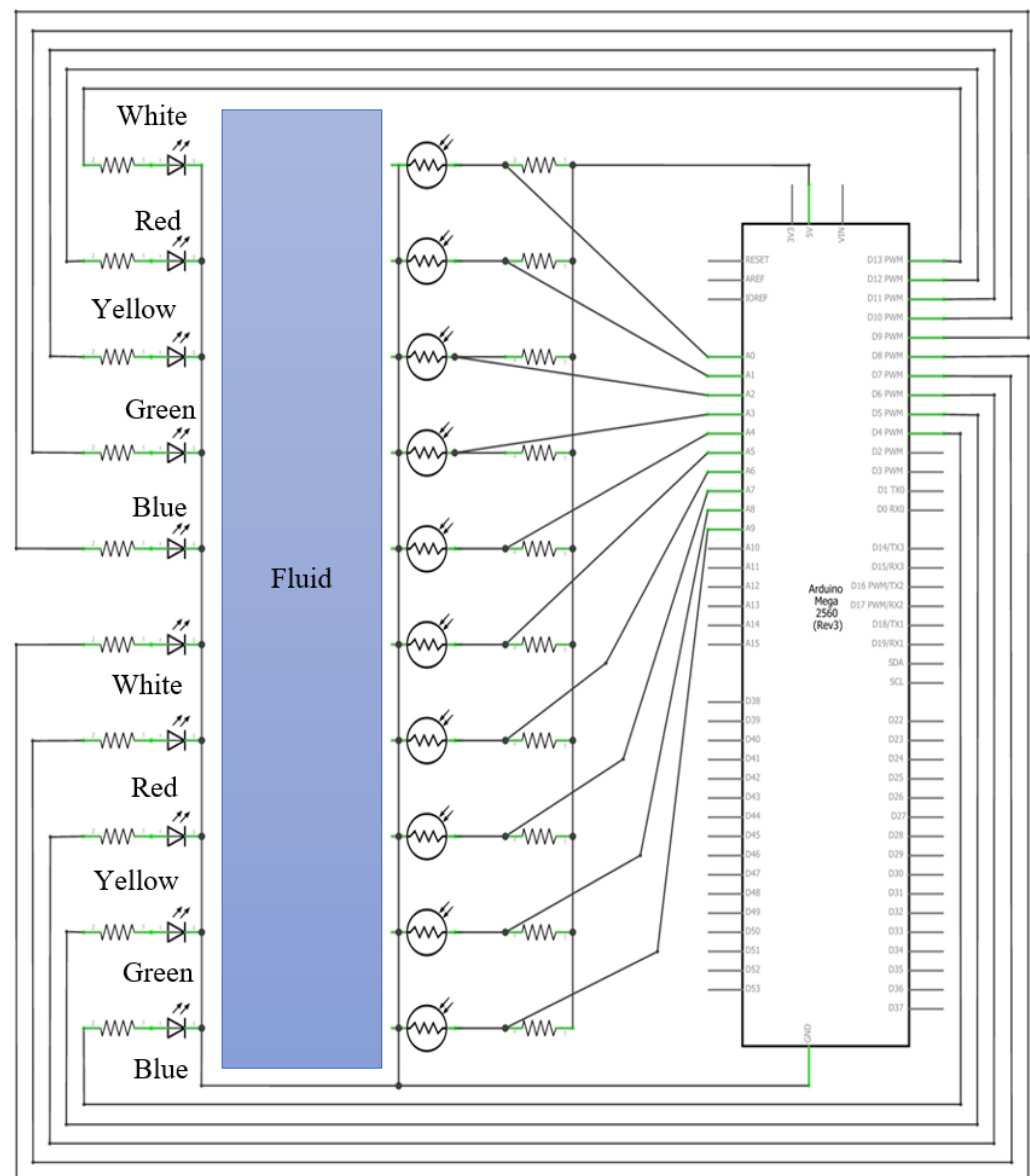 White
Red
Yellow
Green
Blue
White
Red
Yellow
Green
Blue
Fluid
3V3
5V
VIN
RESET
AREF
IOREF
A0
A1
A2
A3
A4
A5
A6
A7
A8
A9
A10
A11
A12
A13
A14
A15
D38
D39
D40
D41
D42
D43
D44
D45
D46
D47
D48
D49
D50
D51
D52
D53
Arduino
Mega
2560
(Rev3)
D13 PWM
D12 PWM
D11 PWM
D10 PWM
D9 PWM
D8 PWM
D7 PWM
D6 PWM
D5 PWM
D4 PWM
D2 PWM
D3 PWM
D1 TX0
D0 RX0
D14/TX3
D15/RX3
D16 PWM/TX2
D17 PWM/RX2
D18/TX1
D19/RX1
SDA
SCL
D22
D23
D24
D25
D26
D27
D28
D29
D30
D31
D32
D33
D34
D35
D36
D37
GND